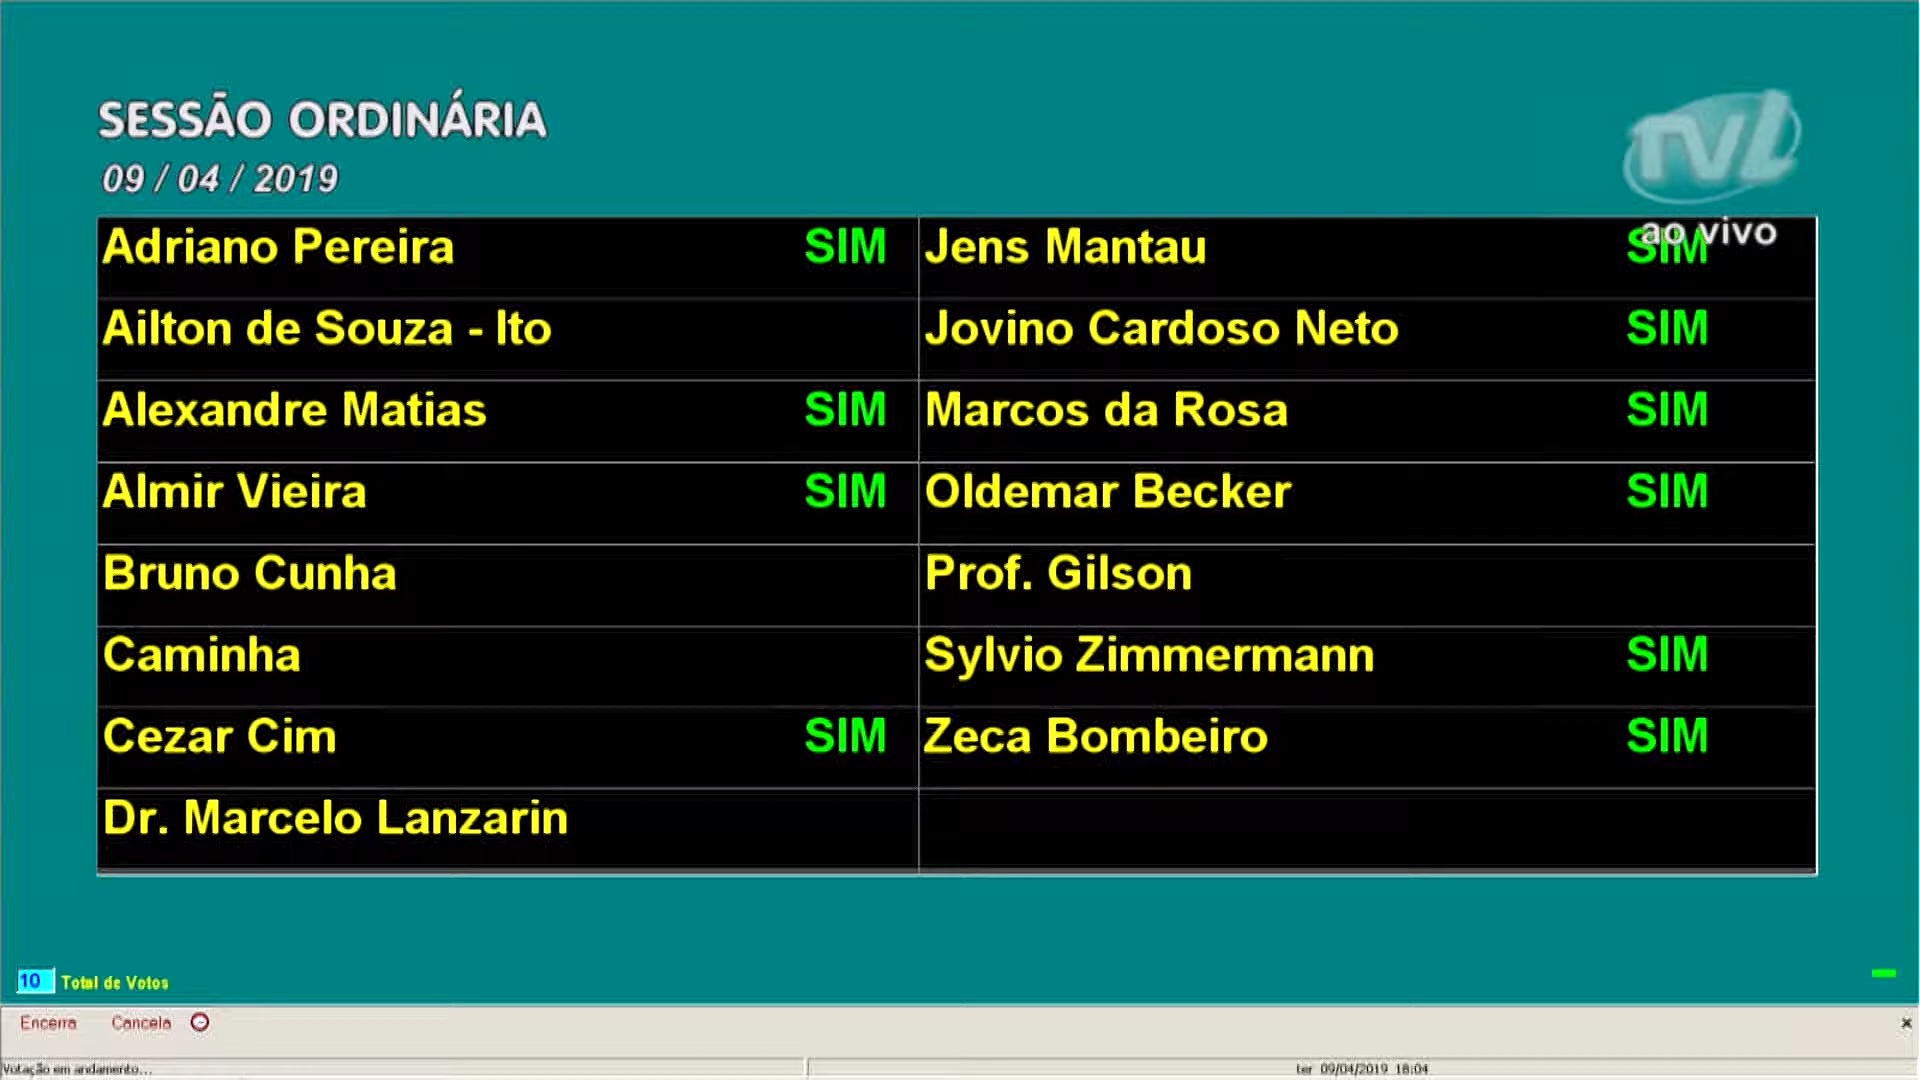 SESSÃO ORDINÁRIA
09 / 04 / 2019
TVL
ao vivo
Adriano Pereira SIM Jens Mantau SIM
Ailton de Souza - Ito Jovino Cardoso Neto SIM
Alexandre Matias SIM Marcos da Rosa SIM
Almir Vieira SIM Oldemar Becker SIM
Bruno Cunha Prof. Gilson
Caminha Sylvio Zimmermann SIM
Cezar Cim SIM Zeca Bombeiro SIM
Dr. Marcelo Lanzarin
10 Total de Votos
Encerra Cancela
Votação em andamento... ter 09/04/2019 18:04